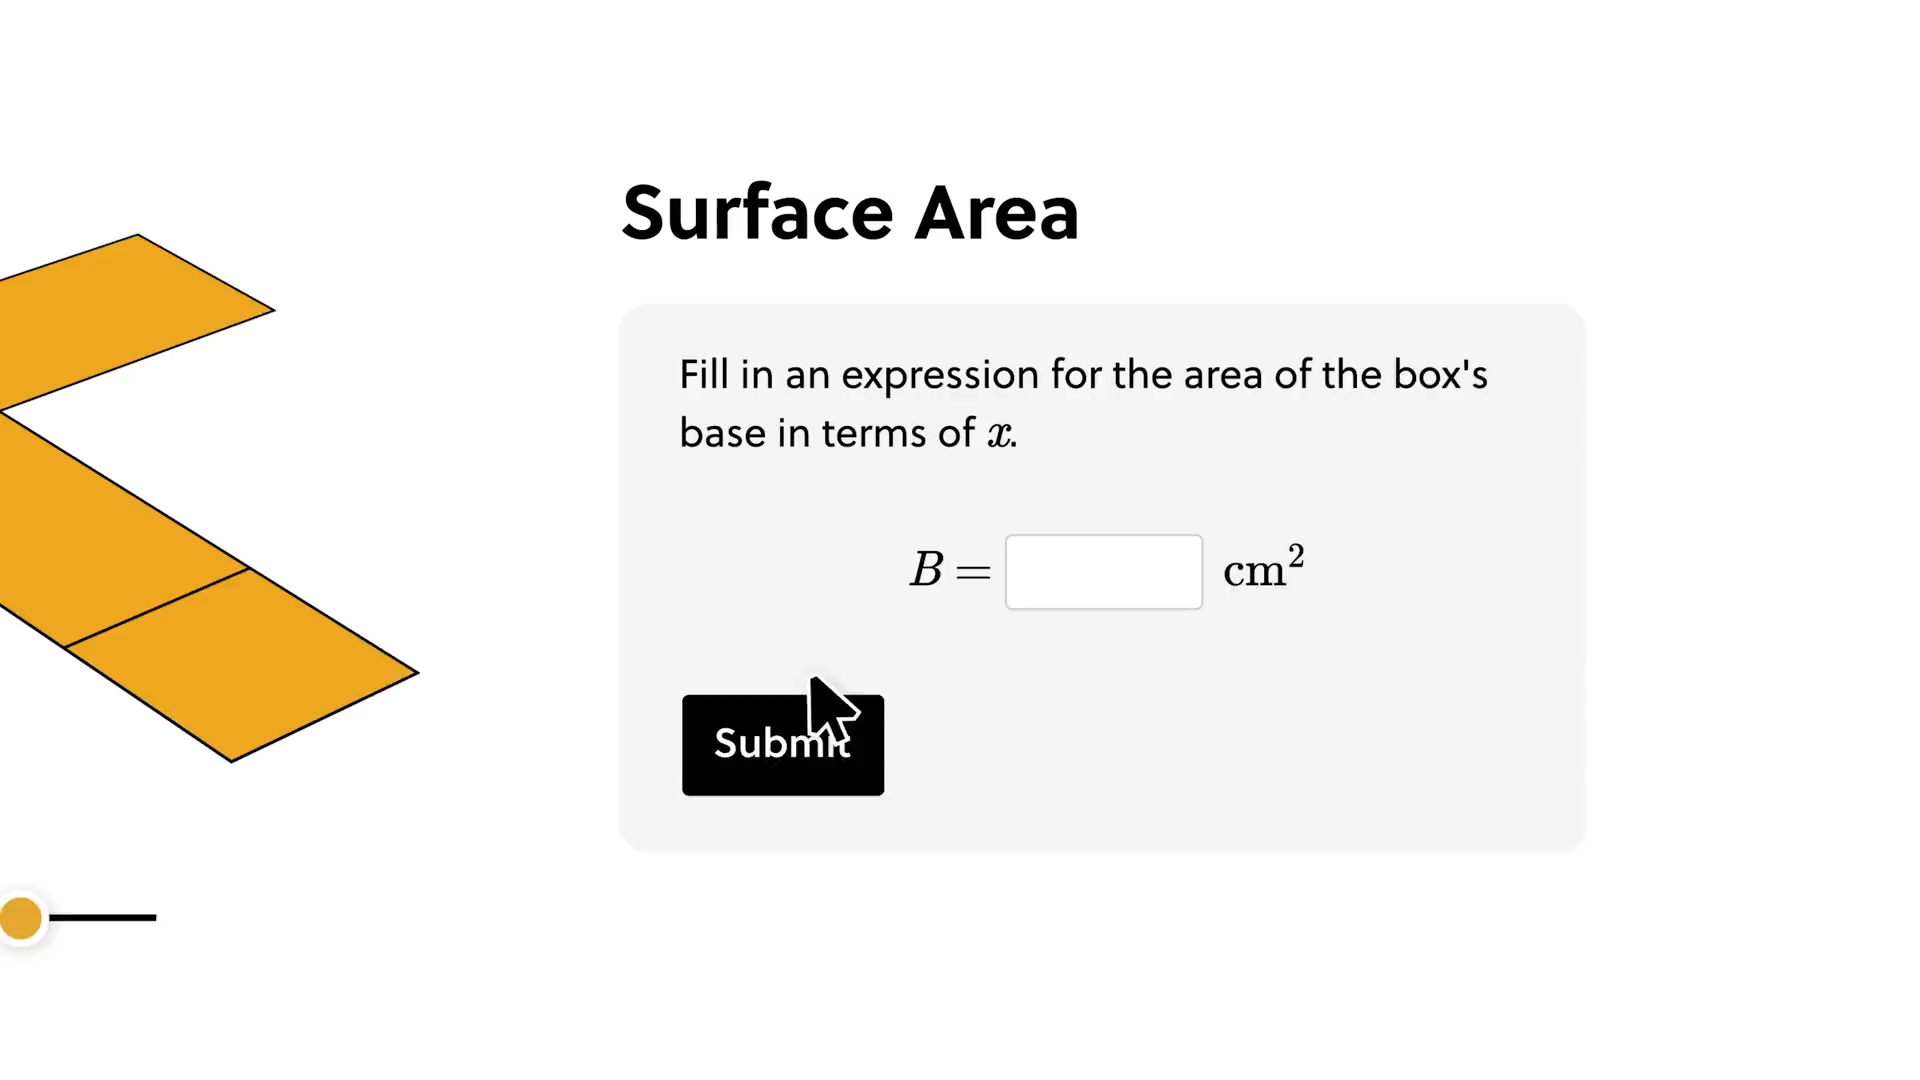 Surface Area
Fill in an expression for the area of the box's
base in terms of x.
B = cm²
Submit